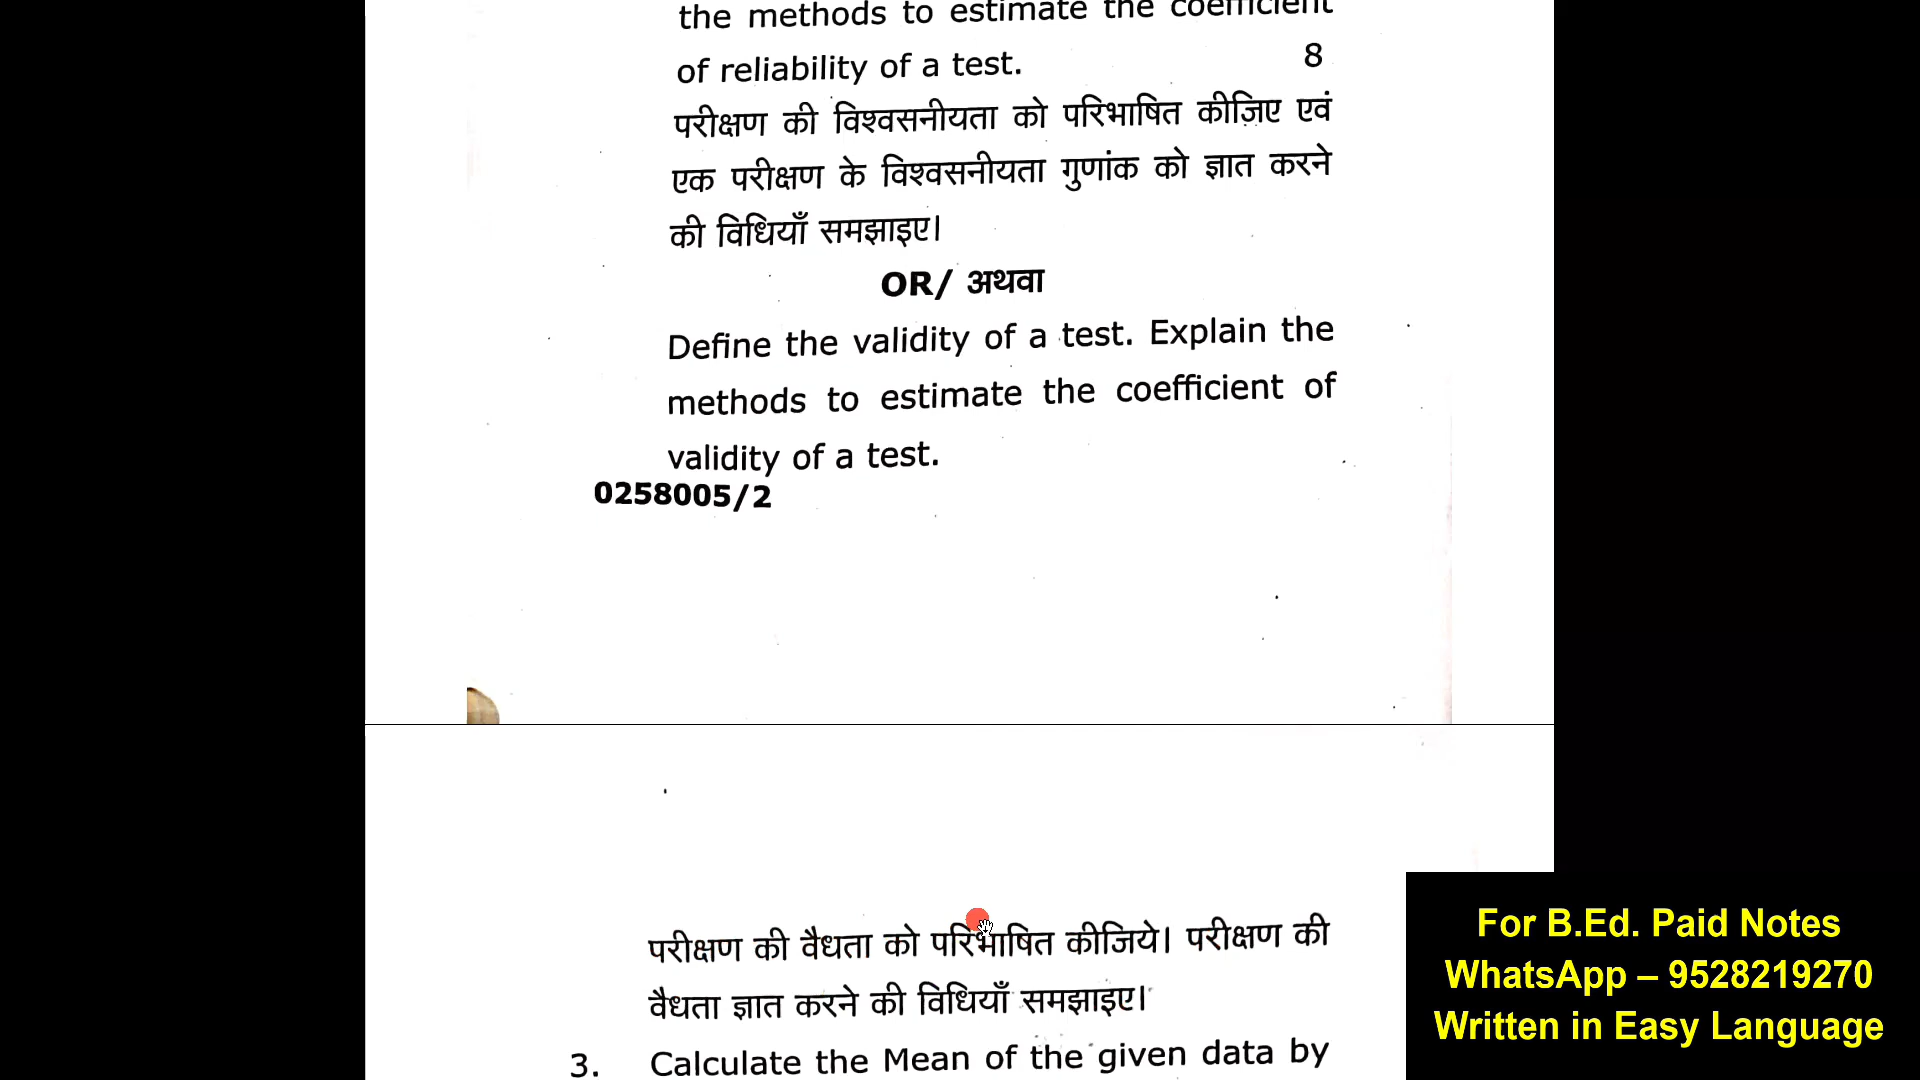 the methods to estimate the coefficient
of reliability of a test. 8
परीक्षण की विश्वसनीयता को परिभाषित कीजिए एवं
एक परीक्षण के विश्वसनीयता गुणांक को ज्ञात करने
की विधियाँ समझाइए।
OR/ अथवा
Define the validity of a test. Explain the
methods to estimate the coefficient of
validity of a test.
0258005/2
परीक्षण की वैधता को परिभाषित कीजिये। परीक्षण की
वैधता ज्ञात करने की विधियाँ समझाइए।
3. Calculate the Mean of the given data by
For B.Ed. Paid Notes
WhatsApp – 9528219270
Written in Easy Language